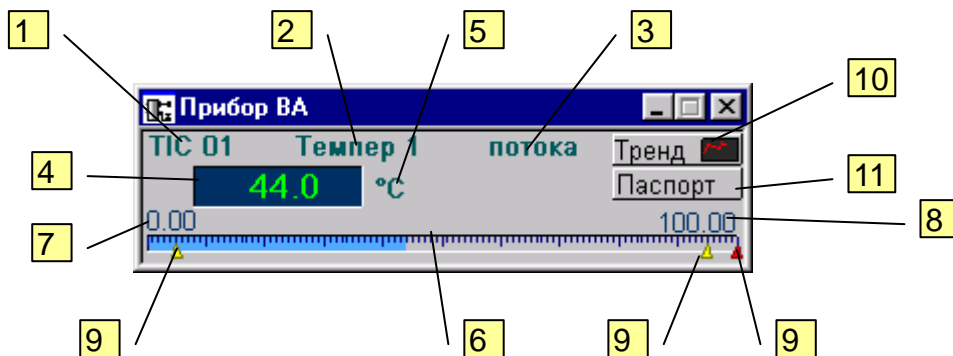 1 2 5 3
Прибор ВА
10
TIC 01 Темпер 1 потока Тренд
4 44.0 °C Паспорт 11
0.00 100.00 8
7
9 6 9 9